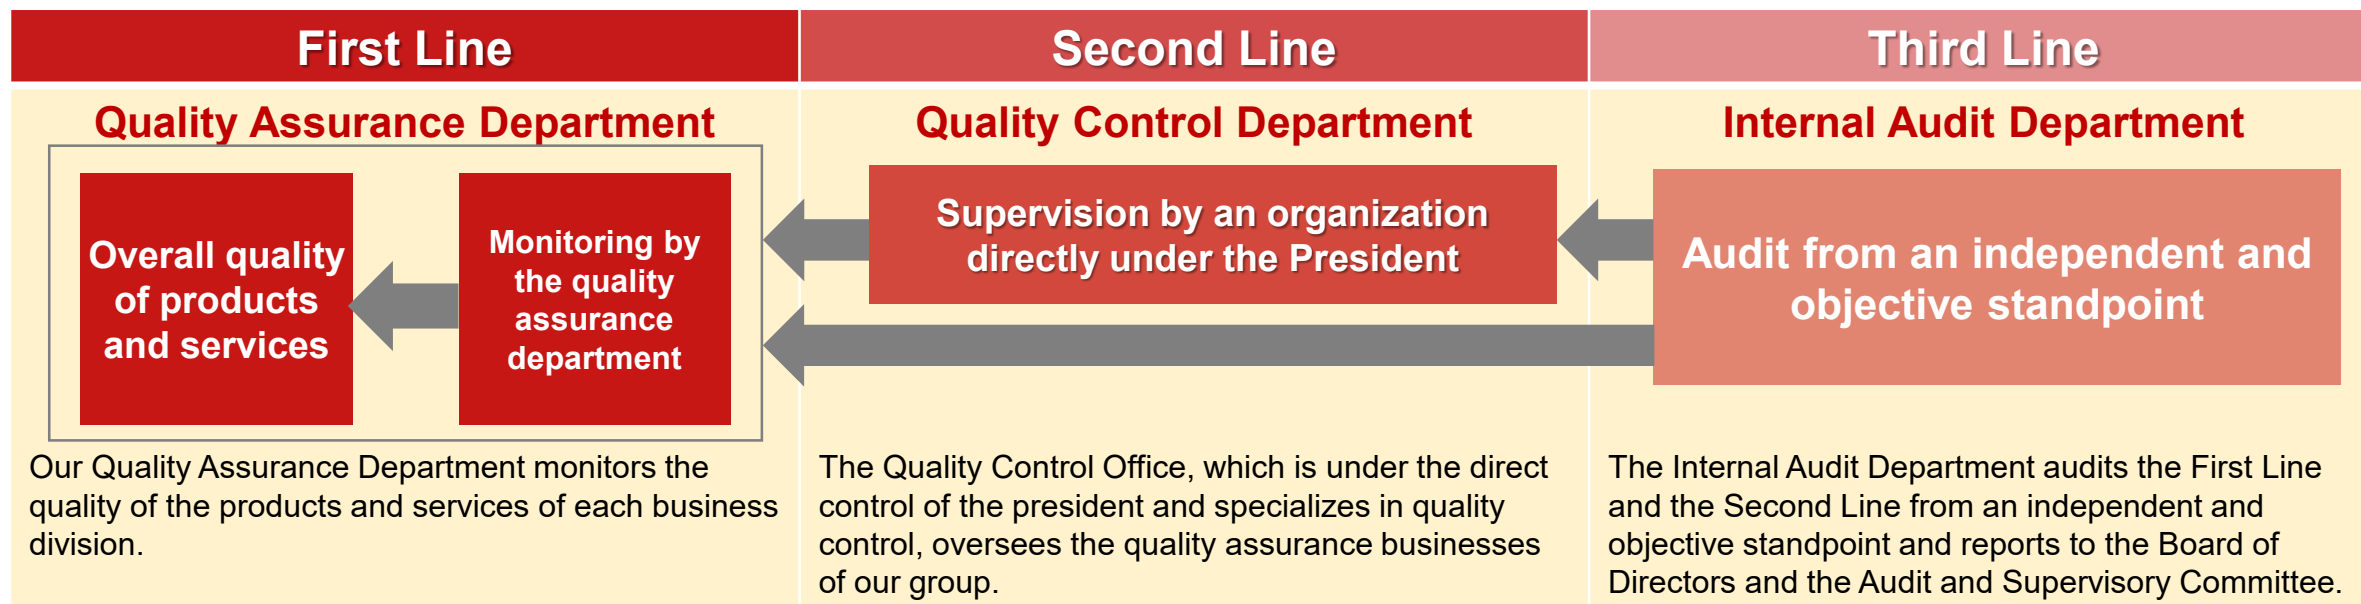 First Line
Second Line
Third Line
Quality Assurance Department
Overall quality
of products
and services
Monitoring by
the quality
assurance
department
Our Quality Assurance Department monitors the
quality of the products and services of each business
division.
Quality Control Department
Supervision by an organization
directly under the President
The Quality Control Office, which is under the direct
control of the president and specializes in quality
control, oversees the quality assurance businesses
of our group.
Internal Audit Department
Audit from an independent and
objective standpoint
The Internal Audit Department audits the First Line
and the Second Line from an independent and
objective standpoint and reports to the Board of
Directors and the Audit and Supervisory Committee.